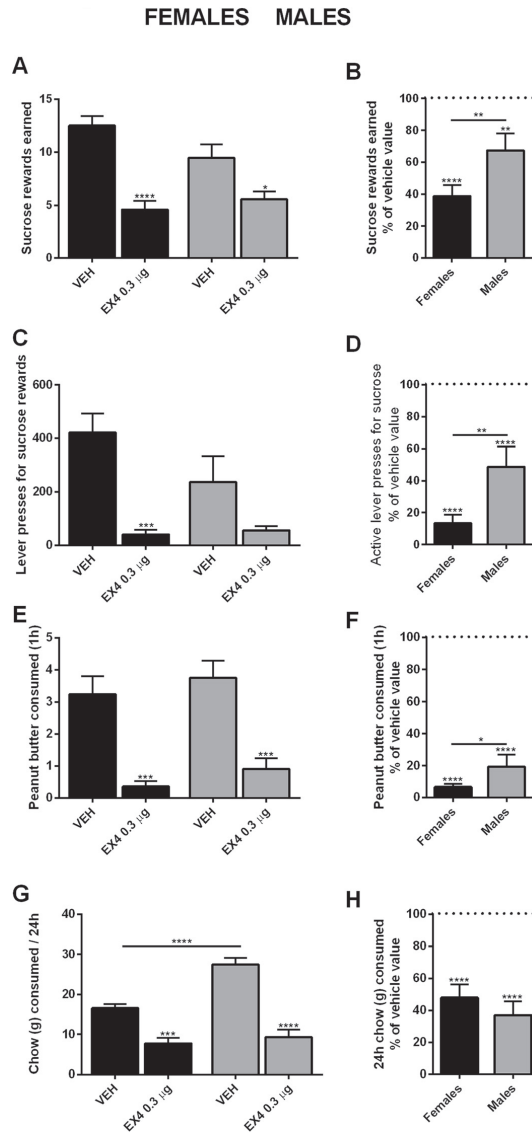 FEMALES MALES
A
Sucrose rewards earned
15
10
5
0
****
*
VEH
EX4 0.3 µg
VEH
EX4 0.3 µg
B
Sucrose rewards earned
% of vehicle value
100
80
60
40
20
0
**
****
**
Females
Males
C
Lever presses for sucrose rewards
600
400
200
0
***
VEH
EX4 0.3 µg
VEH
EX4 0.3 µg
D
Active lever presses for sucrose
% of vehicle value
100
80
60
40
20
0
**
****
****
Females
Males
E
Peanut butter consumed (1h)
5
4
3
2
1
0
***
***
VEH
EX4 0.3 µg
VEH
EX4 0.3 µg
F
Peanut butter consumed (1h)
% of vehicle value
100
80
60
40
20
0
*
****
****
Females
Males
G
Chow (g) consumed / 24h
40
30
20
10
0
****
***
****
VEH
EX4 0.3 µg
VEH
EX4 0.3 µg
H
24h chow (g) consumed
% of vehicle value
100
80
60
40
20
0
****
****
Females
Males